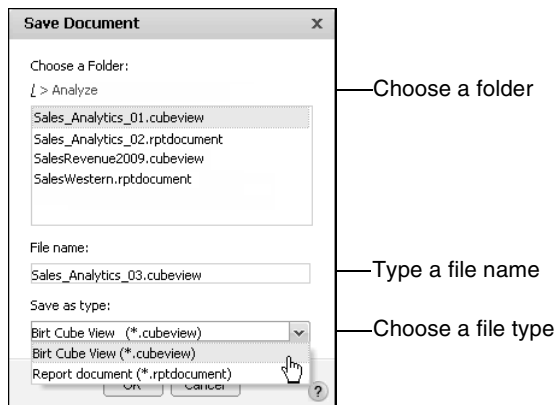 Save Document x
Choose a Folder:
/ > Analyze
Choose a folder
Sales_Analytics_01.cubeview
Sales_Analytics_02.rptdocument
SalesRevenue2009.cubeview
SalesWestern.rptdocument
File name:
Sales_Analytics_03.cubeview
Type a file name
Save as type:
Birt Cube View (*.cubeview)
Choose a file type
Birt Cube View (*.cubeview)
Report document (*.rptdocument)
OK Cancel
?